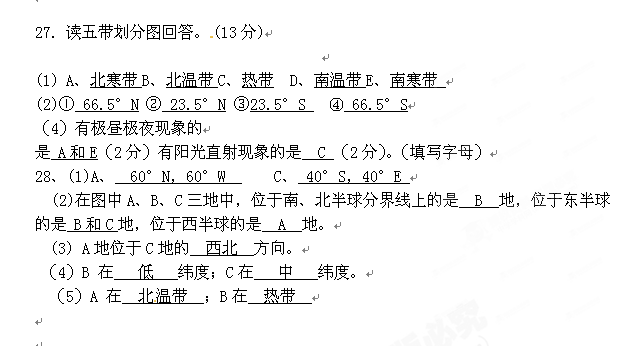 27. 读五带划分图回答。(13分)
(1) A、北寒带B、北温带C、热带 D、南温带E、南寒带
(2)① 66.5° N ② 23.5° N ③23.5° S ④ 66.5° S
(4)有极昼极夜现象的
是 A和E(2分)有阳光直射现象的是 C (2分)。(填写字母)
28、(1)A、 60° N,60° W C、 40° S,40° E
(2)在图中A、B、C三地中,位于南、北半球分界线上的是 B 地,位于东半球
的是 B和C地,位于西半球的是 A 地。
(3) A地位于C地的 西北 方向。
(4)B 在 低 纬度;C在 中 纬度。
(5)A 在 北温带 ;B在 热带